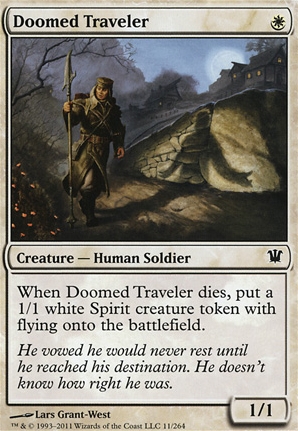 Doomed Traveler
Creature — Human Soldier
When Doomed Traveler dies, put a
1/1 white Spirit creature token with
flying onto the battlefield.
He vowed he would never rest until
he reached his destination. He doesn't
know how right he was.
Lars Grant-West
™ & © 1993–2011 Wizards of the Coast LLC 11/264
1/1